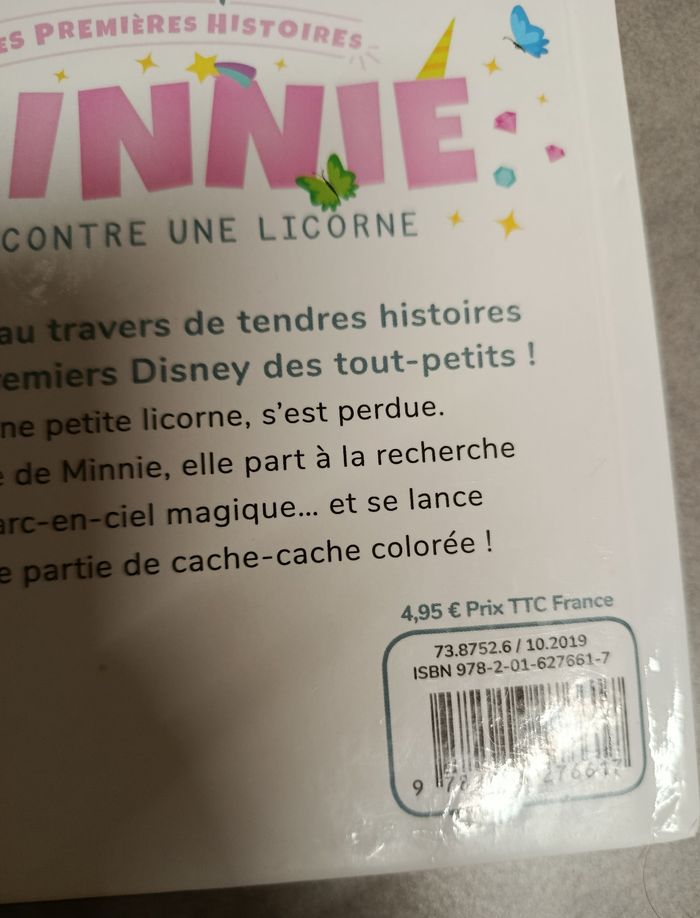 ES PREMIÈRES HISTOIRES
INNIE
CONTRE UNE LICORNE
au travers de tendres histoires
remiers Disney des tout-petits !
ne petite licorne, s'est perdue.
e de Minnie, elle part à la recherche
arc-en-ciel magique... et se lance
e partie de cache-cache colorée !
4,95 € Prix TTC France
73.8752.6 / 10.2019
ISBN 978-2-01-627661-7
9